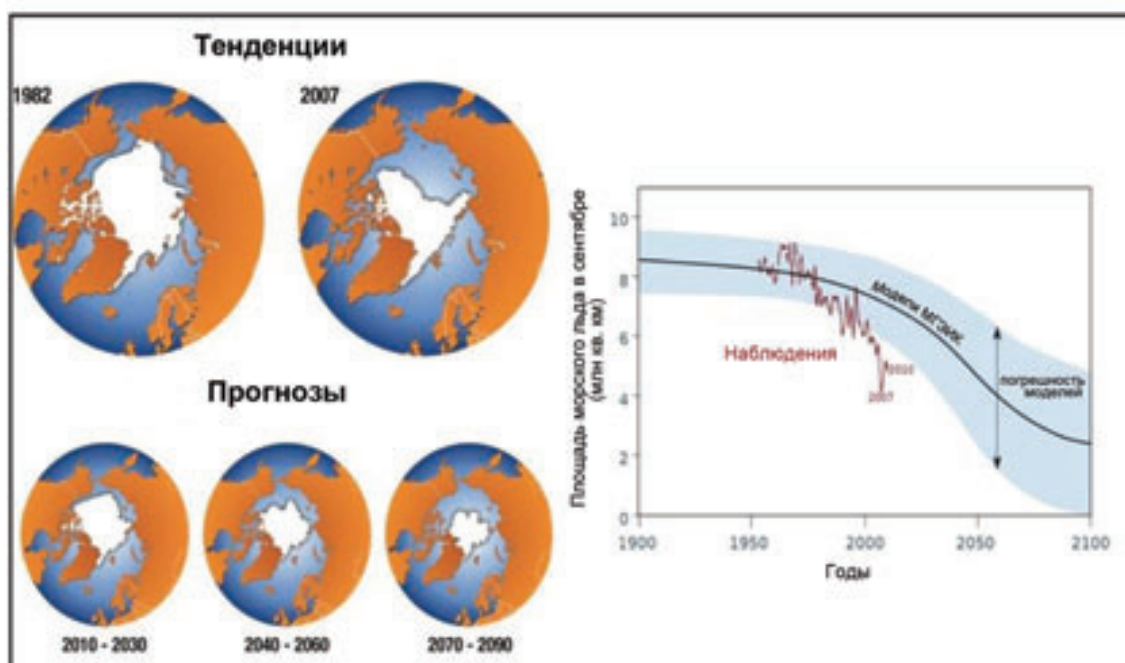 Тенденции
1982
2007
Прогнозы
2010 - 2030
2040 - 2060
2070 - 2090
Площадь морского льда в сентябре
(млн кв. км)
10
8
6
4
2
0
1900
1950
2000
2050
2100
Годы
Модели МГЭИК
Наблюдения
2010
2007
погрешность
моделей